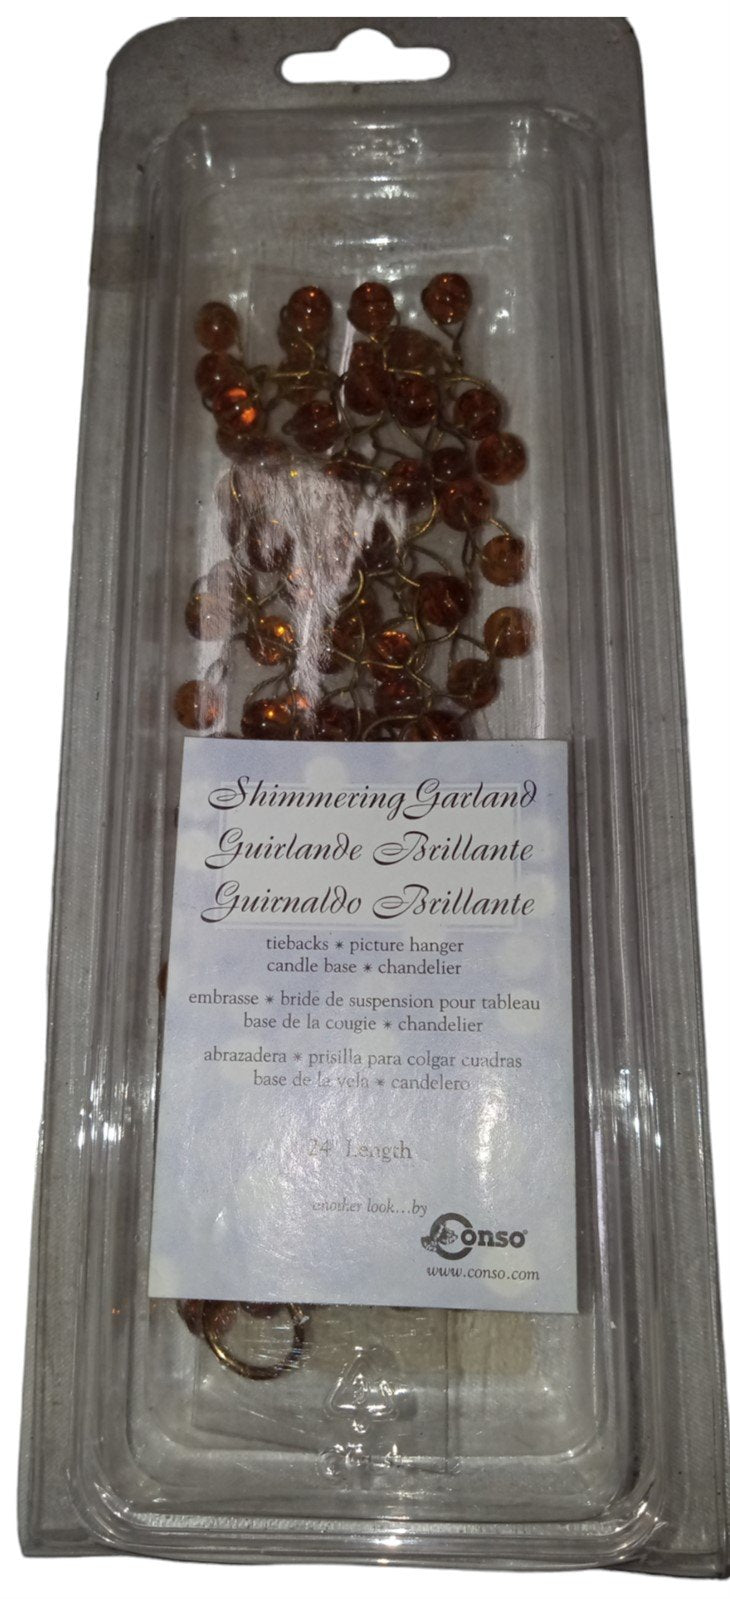 Shimmering Garland
Guirlande Brillante
Guirnaldo Brillante
tiebacks * picture hanger
candle base * chandelier
embrasse * bride de suspension pour tableau
base de la cougie * chandelier
abrazadera * prisilla para colgar cuadras
base de la vela * candelero
24" Length
another look...by
Conso®
www.conso.com